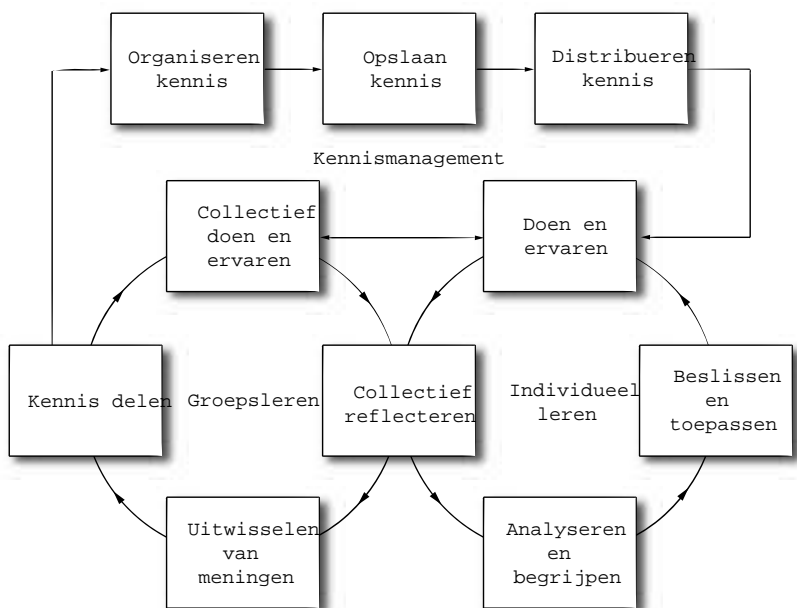 Organiseren
kennis
Opslaan
kennis
Distribueren
kennis
Kennismanagement
Collectief
doen en
ervaren
Doen en
ervaren
Kennis delen
Groepsleren
Collectief
reflecteren
Individueel
leren
Beslissen
en
toepassen
Uitwisselen
van
meningen
Analyseren
en
begrijpen